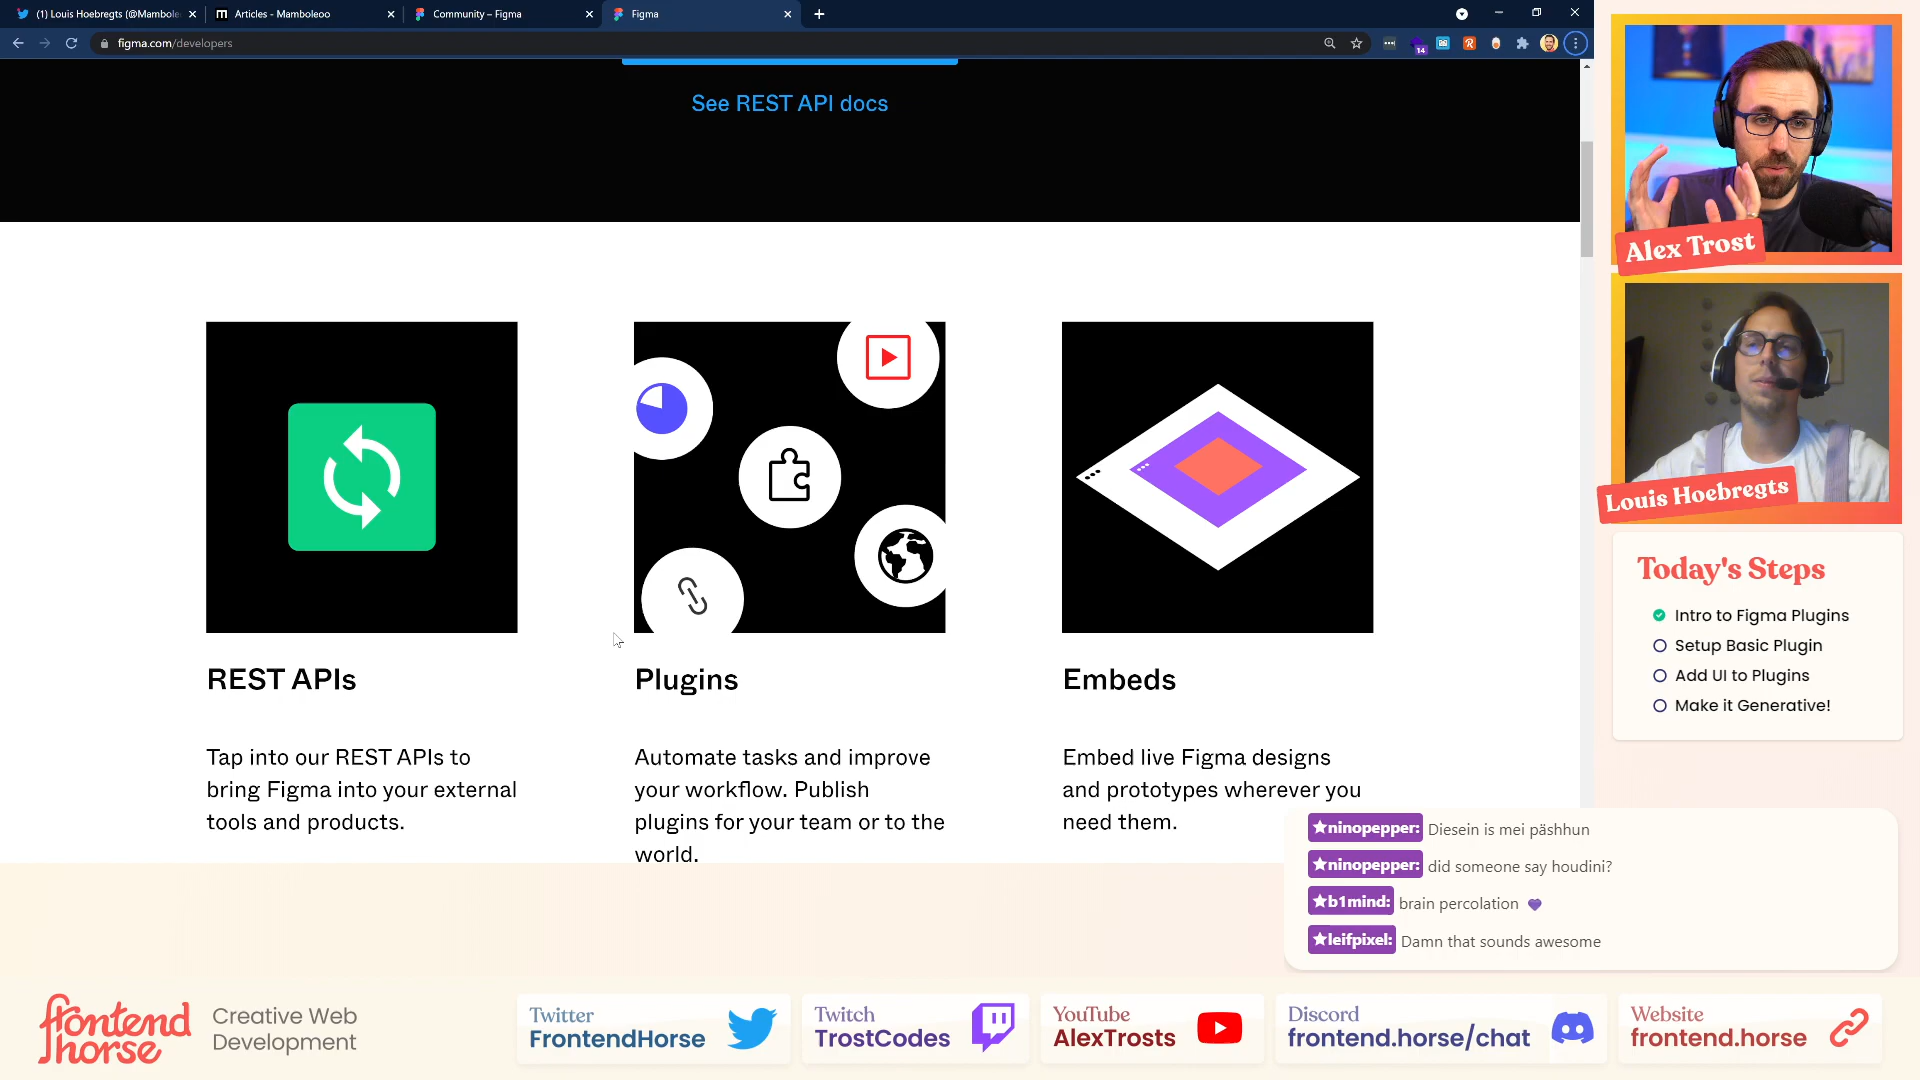 (1) Louis Hoebregts (@Mamboleo
Articles - Mamboleoo
Community – Figma
Figma
figma.com/developers
14
See REST API docs
REST APIs
Tap into our REST APIs to
bring Figma into your external
tools and products.
Plugins
Automate tasks and improve
your workflow. Publish
plugins for your team or to the
world.
Embeds
Embed live Figma designs
and prototypes wherever you
need them.
Alex Trost
Louis Hoebregts
Today's Steps
Intro to Figma Plugins
Setup Basic Plugin
Add UI to Plugins
Make it Generative!
★ninopepper: Diesein is mei päshhun
★ninopepper: did someone say houdini?
★b1mind: brain percolation
★leifpixel: Damn that sounds awesome
frontend
horse
Creative Web
Development
Twitter
FrontendHorse
Twitch
TrostCodes
YouTube
AlexTrosts
Discord
frontend.horse/chat
Website
frontend.horse